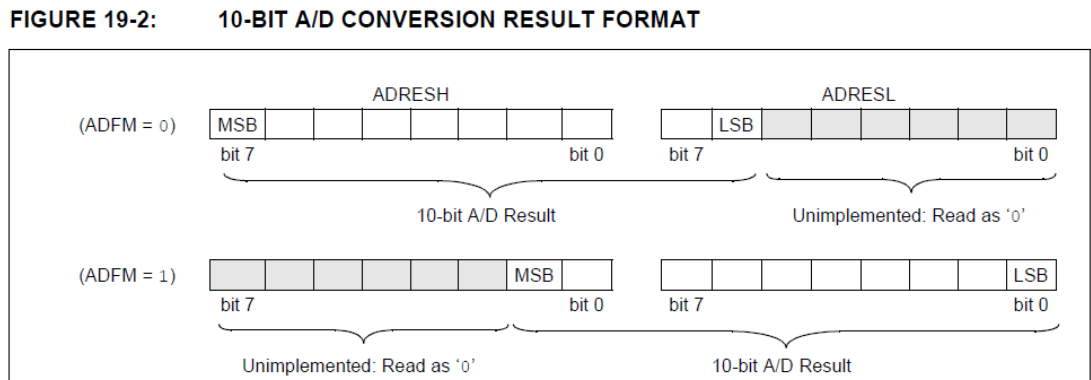 FIGURE 19-2: 10-BIT A/D CONVERSION RESULT FORMAT
ADRESH ADRESL
(ADFM = 0) MSB LSB
bit 7 bit 0 bit 7 bit 0
10-bit A/D Result Unimplemented: Read as ‘0’
(ADFM = 1) MSB LSB
bit 7 bit 0 bit 7 bit 0
Unimplemented: Read as ‘0’ 10-bit A/D Result